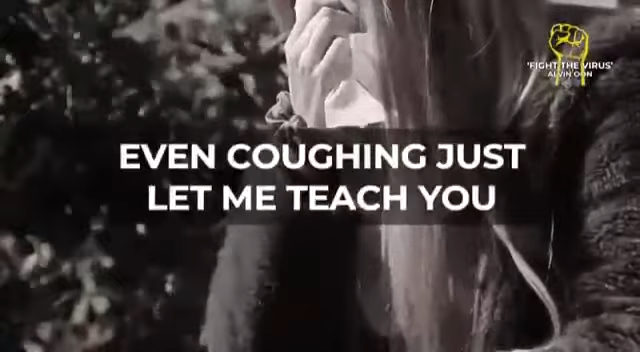 'FIGHT THE VIRUS'
ALVIN OON
EVEN COUGHING JUST
LET ME TEACH YOU